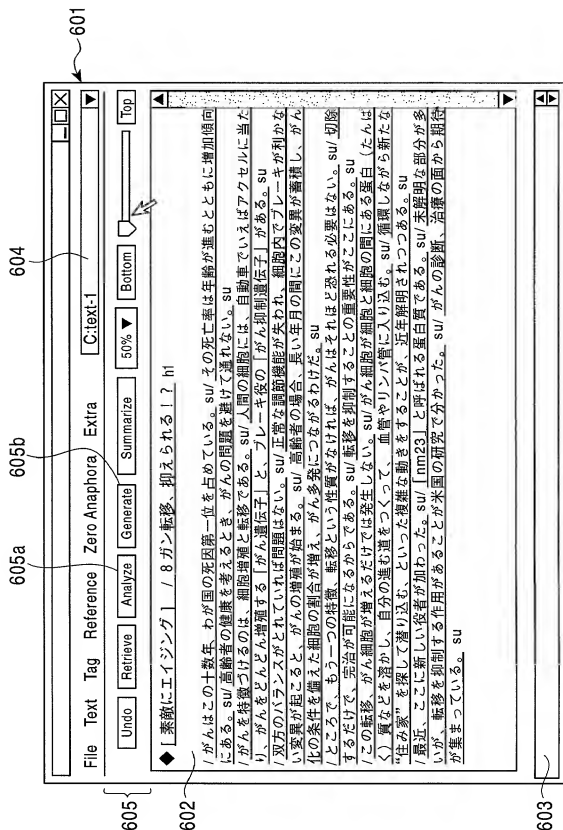 601
604
C:text-1
File Text Tag Reference Zero Anaphora Extra
605b
605a
605
Undo Retrieve Analyze Generate Summarize 50% Bottom Top
602
◆[素敵にエイジング] /8ガン転移、抑えられる!? h1
/がんはこの十数年、わが国の死因第一位を占めている。su/その死亡率は年齢が進むとともに増加傾向
にある。su/高齢者の健康を考えるとき、がんの問題を避けて通れない。su
/がんを特徴づけるのは、細胞増殖と転移である。su/人間の細胞には、自動車でいえばアクセルに当た
り、がんをどんどん増殖する「がん遺伝子」と、ブレーキ役の「がん抑制遺伝子」がある。su
/双方のバランスがとれていれば問題はない。su/正常な調節機能が失われ、細胞内でブレーキが利かな
い変異が起こると、がんの増殖が始まる。su/高齢者の場合、長い年月の間にこの変異が蓄積し、がん
化の条件を備えた細胞の割合が増え、がん多発につながるわけだ。su
/ところで、もう一つの特徴、転移という性質がなければ、がんはそれほど恐れる必要はない。su/切除
するだけで、完治が可能になるからである。su/転移を抑制することの重要性がここにある。su
/この転移、がん細胞が増えるだけでは発生しない。su/がん細胞が細胞と細胞の間にある蛋白(たんぱ
く)質などを溶かし、自分の進む道をつくって、血管やリンパ管に入り込む。su/循環しながら新たな
“住み家”を探して潜り込む、といった複雑な動きをすることが、近年解明されつつある。su
/最近、ここに新しい役者が加わった。su/「nm23」と呼ばれる蛋白質である。su/未解明な部分が多
いが、転移を抑制する作用があることが米国の研究で分かった。su/がんの診断、治療の面から期待
が集まっている。su
603